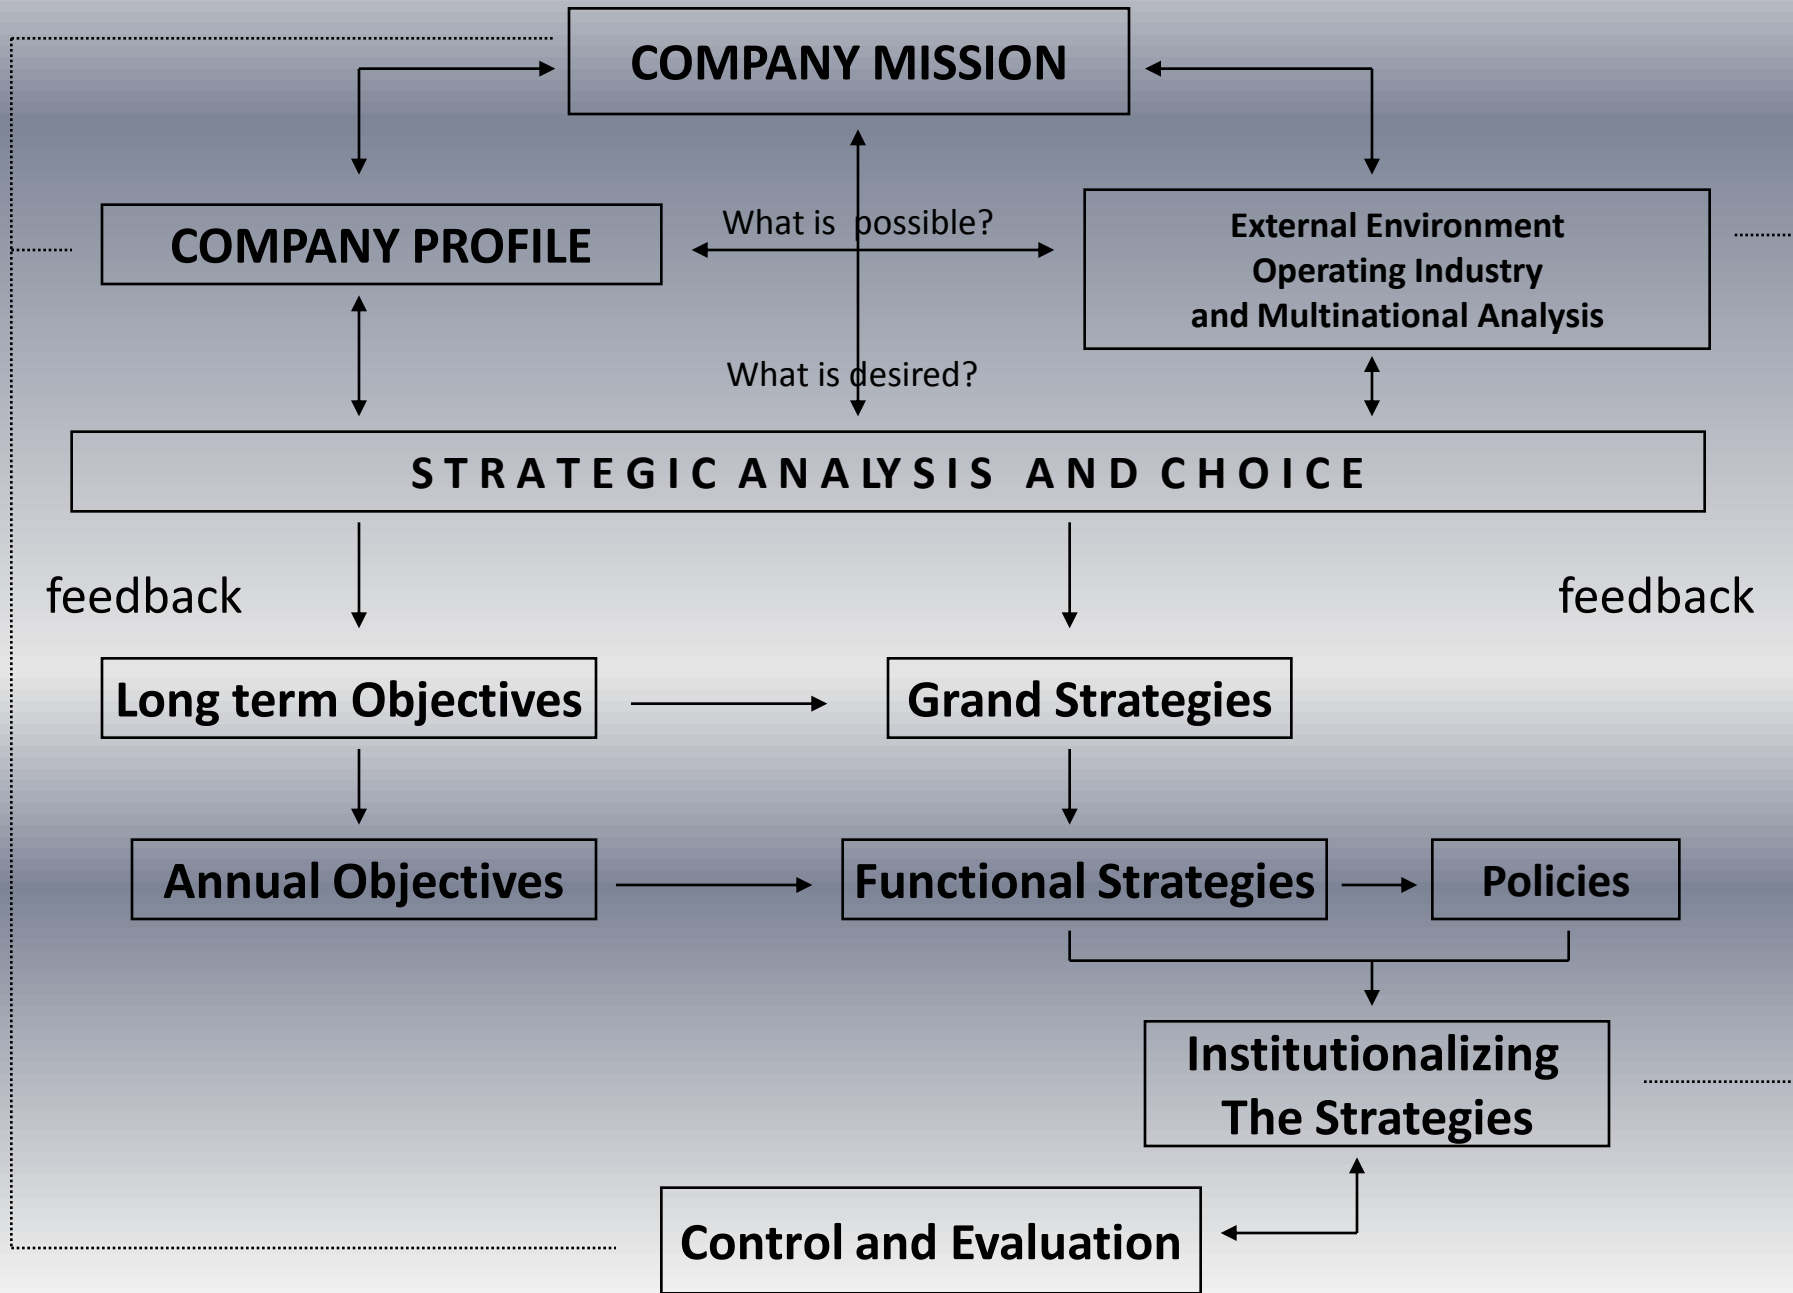 COMPANY MISSION
COMPANY PROFILE
What is possible?
External Environment
Operating Industry
and Multinational Analysis
What is desired?
STRATEGIC ANALYSIS AND CHOICE
feedback
feedback
Long term Objectives
Grand Strategies
Annual Objectives
Functional Strategies
Policies
Institutionalizing
The Strategies
Control and Evaluation